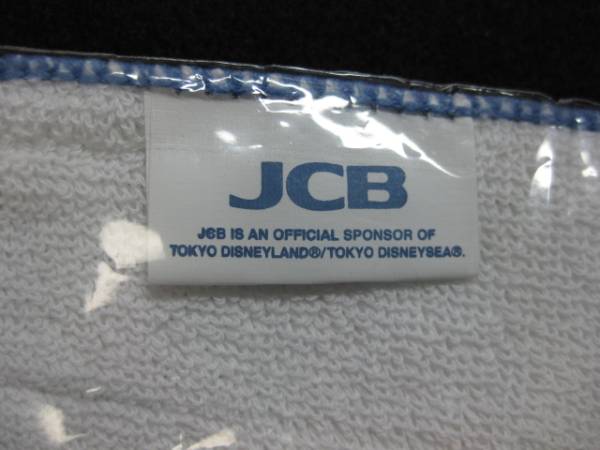 JCB
JCB IS AN OFFICIAL SPONSOR OF
TOKYO DISNEYLAND®/TOKYO DISNEYSEA®.